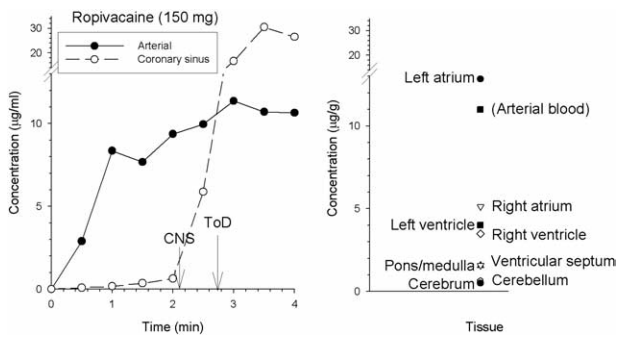 Ropivacaine (150 mg)
Arterial
Coronary sinus
Concentration (ug/ml)
30
20
10
5
0
CNS
ToD
0 1 2 3 4
Time (min)
Concentration (ug/g)
30
20
10
5
0
Left atrium
(Arterial blood)
Right atrium
Left ventricle
Right ventricle
Pons/medulla
Ventricular septum
Cerebellum
Cerebrum
Tissue